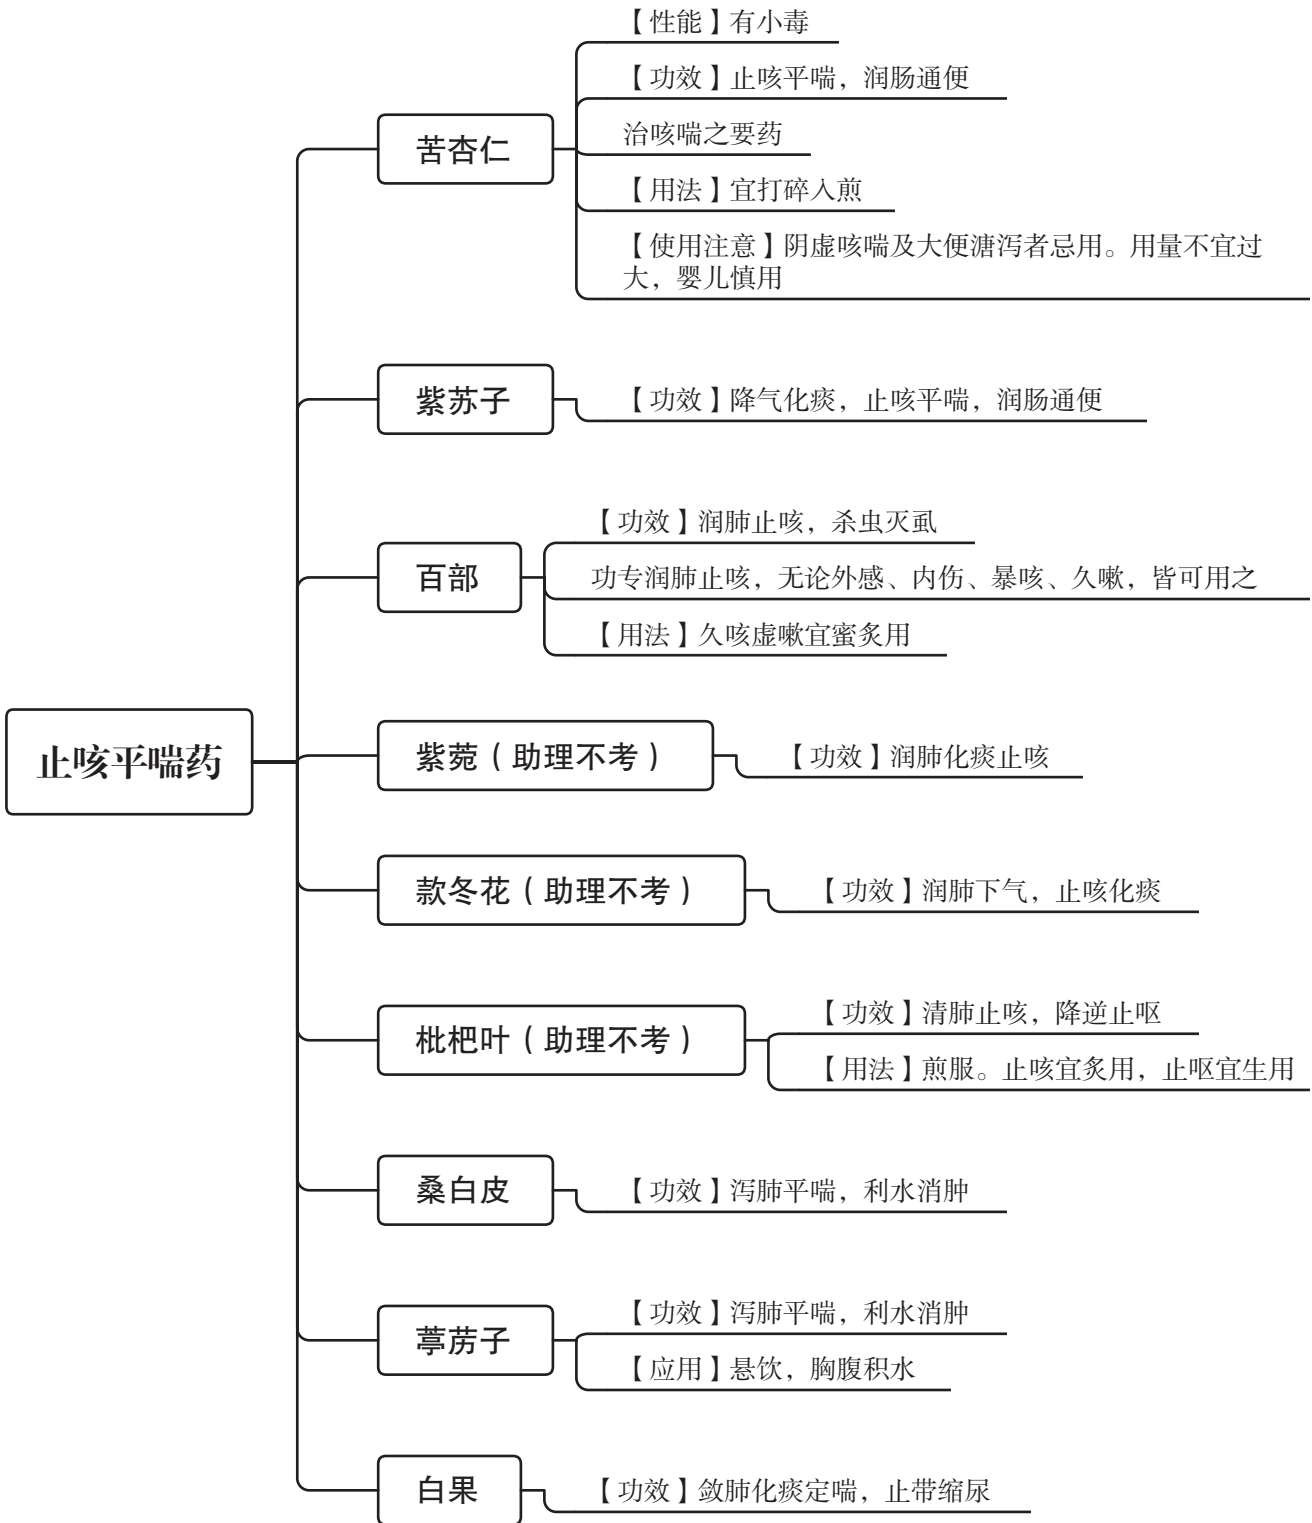 止咳平喘药
苦杏仁
【性能】有小毒
【功效】止咳平喘，润肠通便
治咳喘之要药
【用法】宜打碎入煎
【使用注意】阴虚咳喘及大便溏泻者忌用。用量不宜过
大，婴儿慎用
紫苏子
【功效】降气化痰，止咳平喘，润肠通便
百部
【功效】润肺止咳，杀虫灭虱
功专润肺止咳，无论外感、内伤、暴咳、久嗽，皆可用之
【用法】久咳虚嗽宜蜜炙用
紫菀（助理不考）
【功效】润肺化痰止咳
款冬花（助理不考）
【功效】润肺下气，止咳化痰
枇杷叶（助理不考）
【功效】清肺止咳，降逆止呕
【用法】煎服。止咳宜炙用，止呕宜生用
桑白皮
【功效】泻肺平喘，利水消肿
葶苈子
【功效】泻肺平喘，利水消肿
【应用】悬饮，胸腹积水
白果
【功效】敛肺化痰定喘，止带缩尿